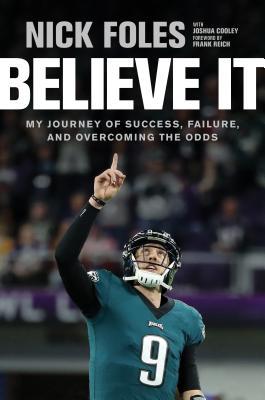 NICK FOLES
WITH
JOSHUA COOLEY
FOREWORD BY
FRANK REICH
BELIEVE IT
MY JOURNEY OF SUCCESS, FAILURE,
AND OVERCOMING THE ODDS
EAGLES
9